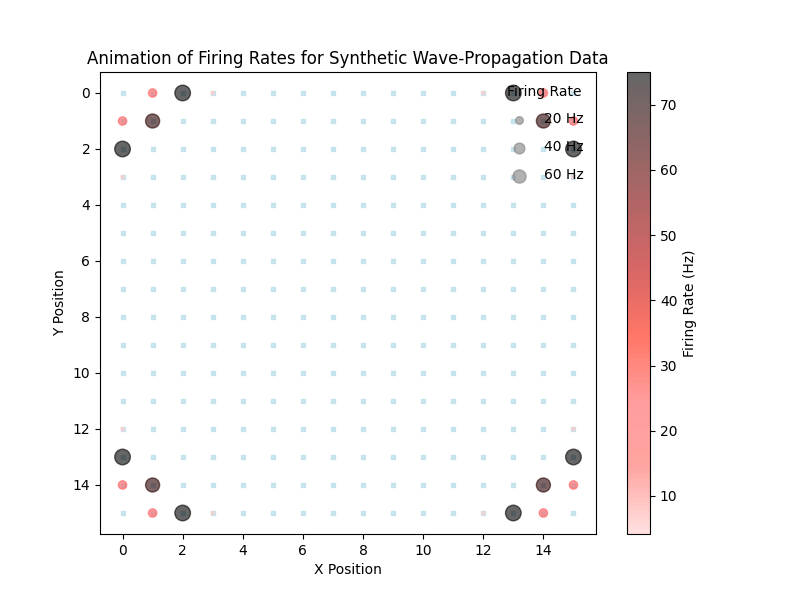 Animation of Firing Rates for Synthetic Wave-Propagation Data
Firing Rate
20 Hz
40 Hz
60 Hz
0
2
4
6
8
10
12
14
Y Position
0
2
4
6
8
10
12
14
X Position
70
60
50
40
30
20
10
Firing Rate (Hz)